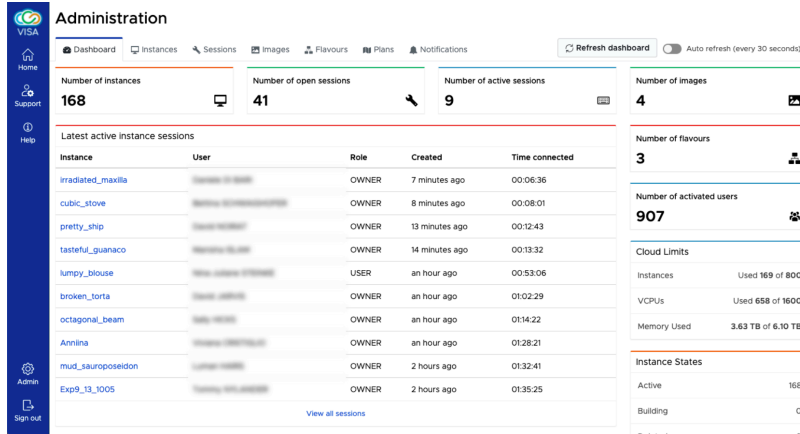 VISA
Home
Support
Help
Admin
Sign out
Administration
Dashboard
Instances
Sessions
Images
Flavours
Plans
Notifications
Refresh dashboard
Auto refresh (every 30 seconds)
Number of instances
168
Number of open sessions
41
Number of active sessions
9
Number of images
4
Number of flavours
3
Number of activated users
907
Latest active instance sessions
Instance User Role Created Time connected
irradiated_maxilla OWNER 7 minutes ago 00:06:36
cubic_stove OWNER 8 minutes ago 00:08:01
pretty_ship OWNER 13 minutes ago 00:12:43
tasteful_guanaco OWNER 14 minutes ago 00:13:32
lumpy_blouse USER an hour ago 00:53:06
broken_torta OWNER an hour ago 01:02:29
octagonal_beam OWNER an hour ago 01:14:22
Anniina OWNER an hour ago 01:28:21
mud_sauroposeidon OWNER 2 hours ago 01:32:41
Exp9_13_1005 OWNER 2 hours ago 01:35:25
View all sessions
Cloud Limits
Instances Used 169 of 800
VCPUs Used 658 of 1600
Memory Used 3.63 TB of 6.10 TB
Instance States
Active 168
Building 0